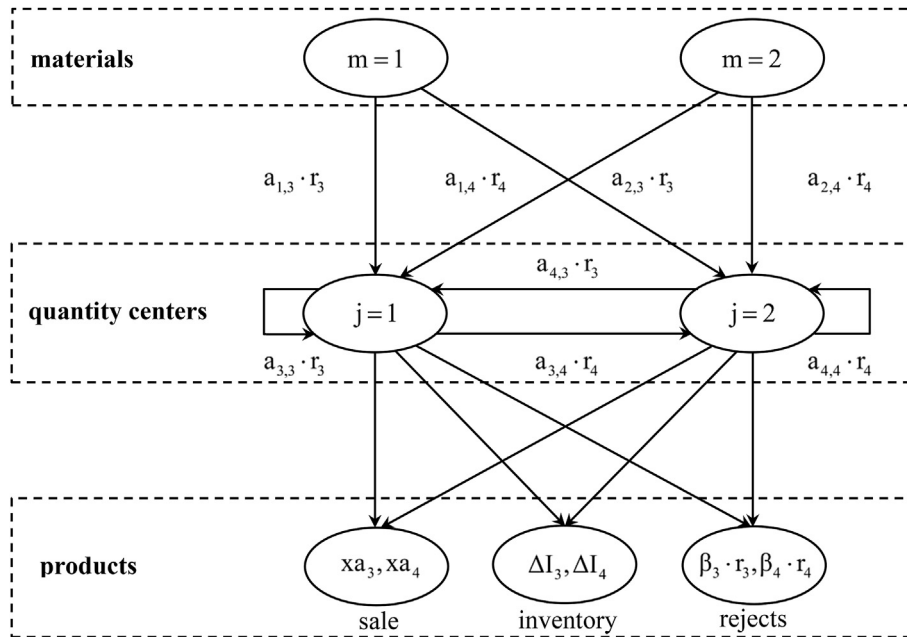 materials
m = 1
m = 2
a₁,₃ · r₃
a₁,₄ · r₄
a₂,₃ · r₃
a₂,₄ · r₄
a₄,₃ · r₃
quantity centers
j = 1
j = 2
a₃,₃ · r₃
a₃,₄ · r₄
a₄,₄ · r₄
products
xa₃, xa₄
ΔI₃, ΔI₄
β₃ · r₃, β₄ · r₄
sale
inventory
rejects